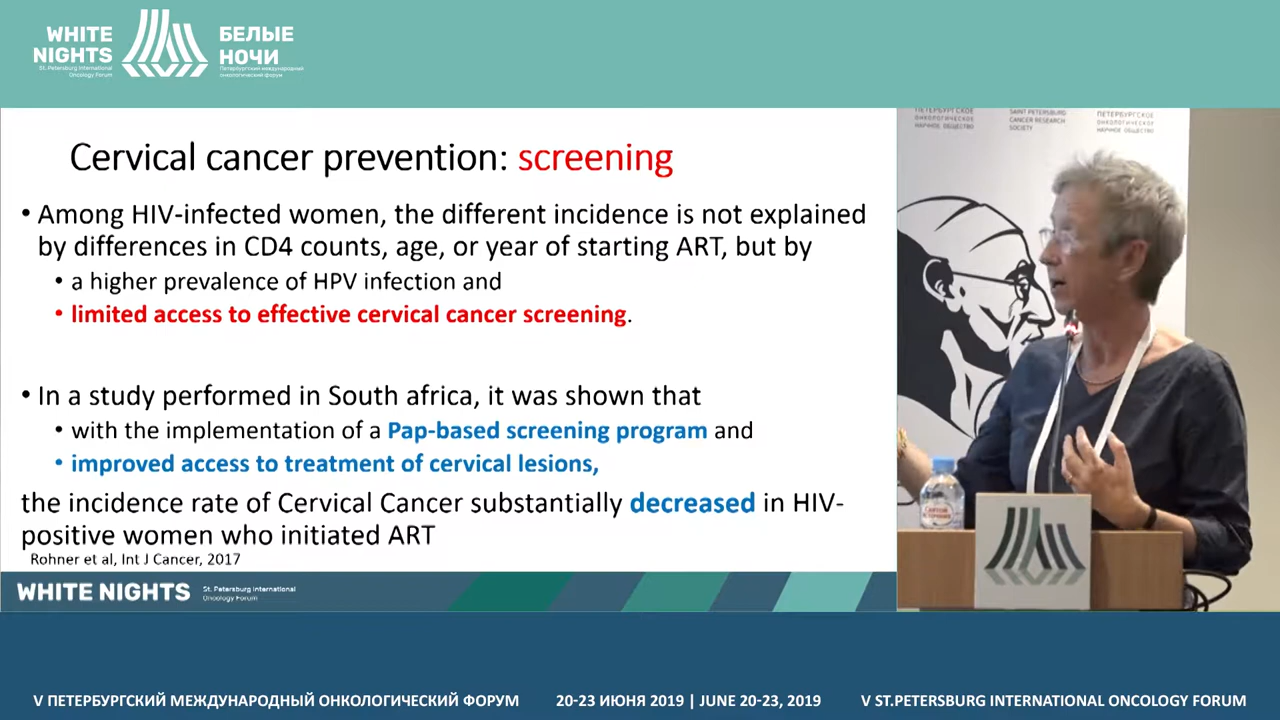 WHITE
NIGHTS
St. Petersburg International
Oncology Forum
БЕЛЫЕ
НОЧИ
Петербургский международный
онкологический форум
ПЕТЕРБУРГСКОЕ
ОНКОЛОГИЧЕСКОЕ
НАУЧНОЕ ОБЩЕСТВО
SAINT PETERSBURG
CANCER RESEARCH
SOCIETY
ПЕТЕРБУРГСКОЕ
ОНКОЛОГИЧЕСКОЕ
НАУЧНОЕ ОБЩЕСТВО
Cervical cancer prevention: screening
• Among HIV-infected women, the different incidence is not explained
by differences in CD4 counts, age, or year of starting ART, but by
• a higher prevalence of HPV infection and
• limited access to effective cervical cancer screening.
• In a study performed in South africa, it was shown that
• with the implementation of a Pap-based screening program and
• improved access to treatment of cervical lesions,
the incidence rate of Cervical Cancer substantially decreased in HIV-
positive women who initiated ART
Rohner et al, Int J Cancer, 2017
WHITE NIGHTS
St. Petersburg International
Oncology Forum
V ПЕТЕРБУРГСКИЙ МЕЖДУНАРОДНЫЙ ОНКОЛОГИЧЕСКИЙ ФОРУМ
20-23 ИЮНЯ 2019 | JUNE 20-23, 2019
V ST.PETERSBURG INTERNATIONAL ONCOLOGY FORUM